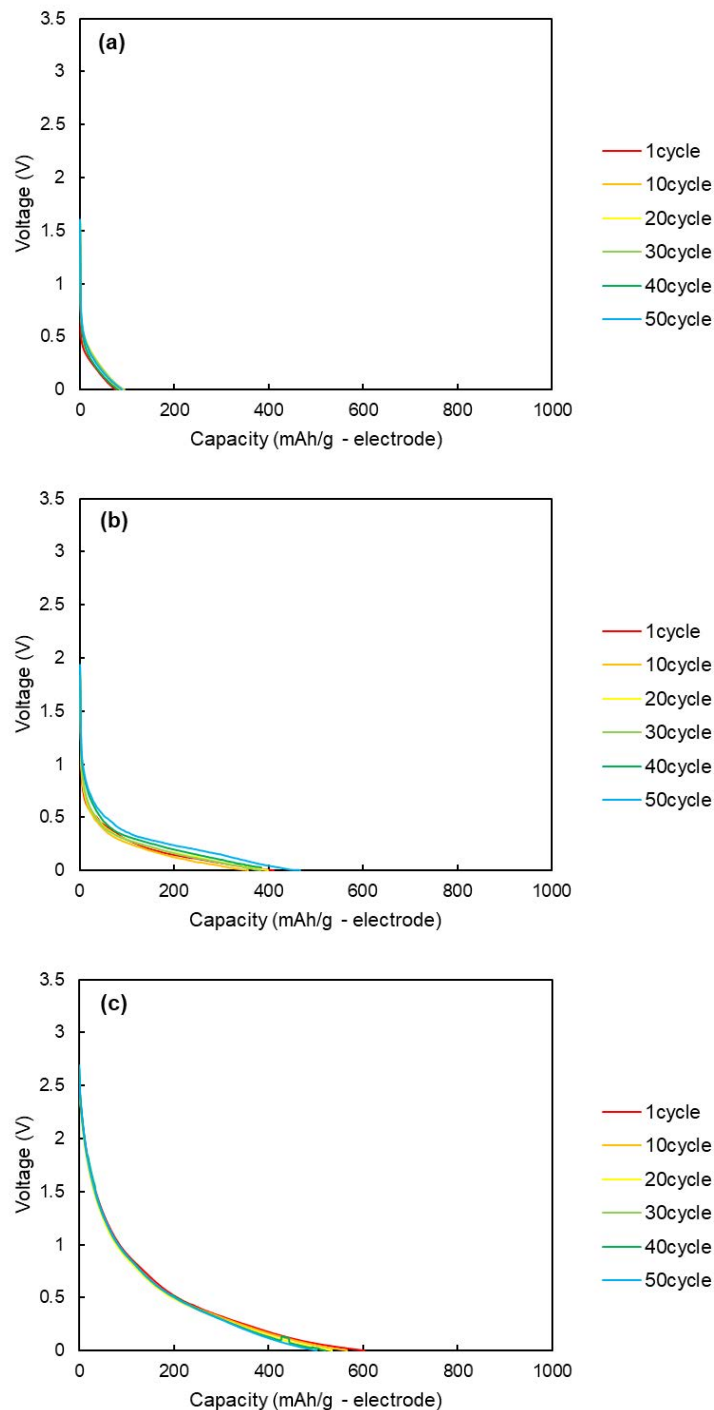 (a)
3.5
3
2.5
2
1.5
1
0.5
0
Voltage (V)
0 200 400 600 800 1000
Capacity (mAh/g - electrode)
1cycle
10cycle
20cycle
30cycle
40cycle
50cycle
(b)
3.5
3
2.5
2
1.5
1
0.5
0
Voltage (V)
0 200 400 600 800 1000
Capacity (mAh/g - electrode)
1cycle
10cycle
20cycle
30cycle
40cycle
50cycle
(c)
3.5
3
2.5
2
1.5
1
0.5
0
Voltage (V)
0 200 400 600 800 1000
Capacity (mAh/g - electrode)
1cycle
10cycle
20cycle
30cycle
40cycle
50cycle